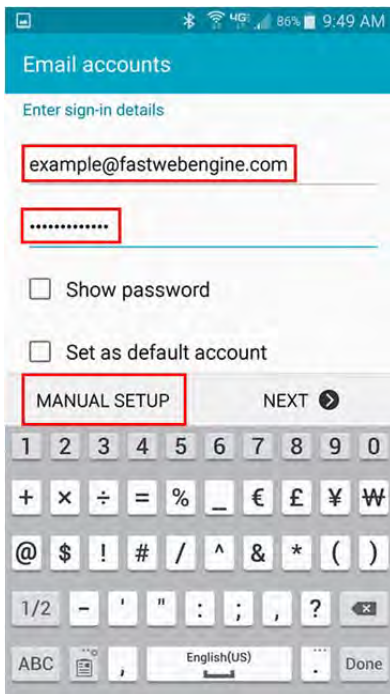 4G 86% 9:49 AM
Email accounts
Enter sign-in details
example@fastwebengine.com
•••••••••••••
Show password
Set as default account
MANUAL SETUP NEXT
1 2 3 4 5 6 7 8 9 0
+ × ÷ = % _ € £ ¥ ₩
@ $ ! # / ^ & * ( )
1/2 - ' " : ; , ?
ABC , English(US) . Done